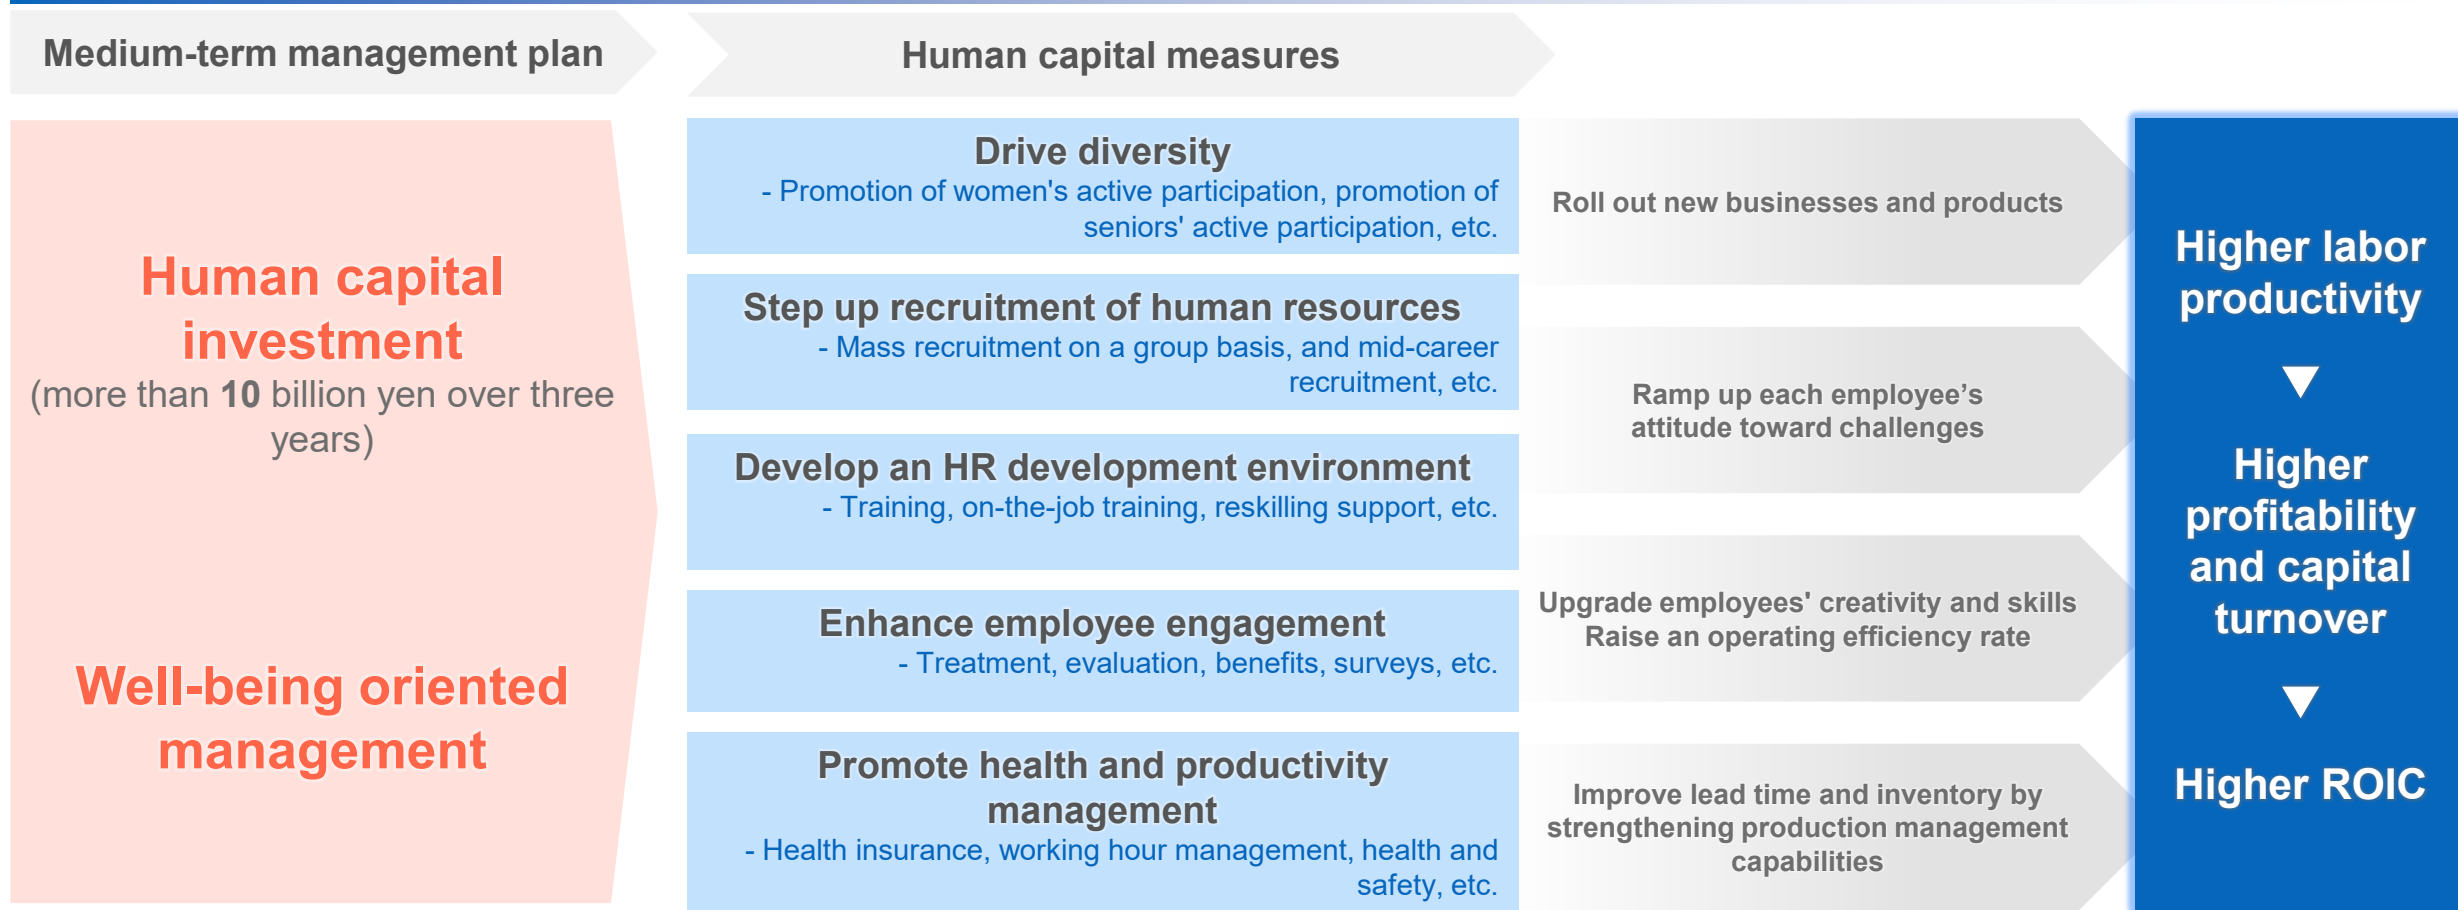 Medium-term management plan
Human capital measures
Human capital
investment
(more than 10 billion yen over three
years)
Well-being oriented
management
Drive diversity
- Promotion of women's active participation, promotion of
seniors' active participation, etc.
Step up recruitment of human resources
- Mass recruitment on a group basis, and mid-career
recruitment, etc.
Develop an HR development environment
- Training, on-the-job training, reskilling support, etc.
Enhance employee engagement
- Treatment, evaluation, benefits, surveys, etc.
Promote health and productivity
management
- Health insurance, working hour management, health and
safety, etc.
Roll out new businesses and products
Ramp up each employee’s
attitude toward challenges
Upgrade employees' creativity and skills
Raise an operating efficiency rate
Improve lead time and inventory by
strengthening production management
capabilities
Higher labor
productivity
▼
Higher
profitability
and capital
turnover
▼
Higher ROIC